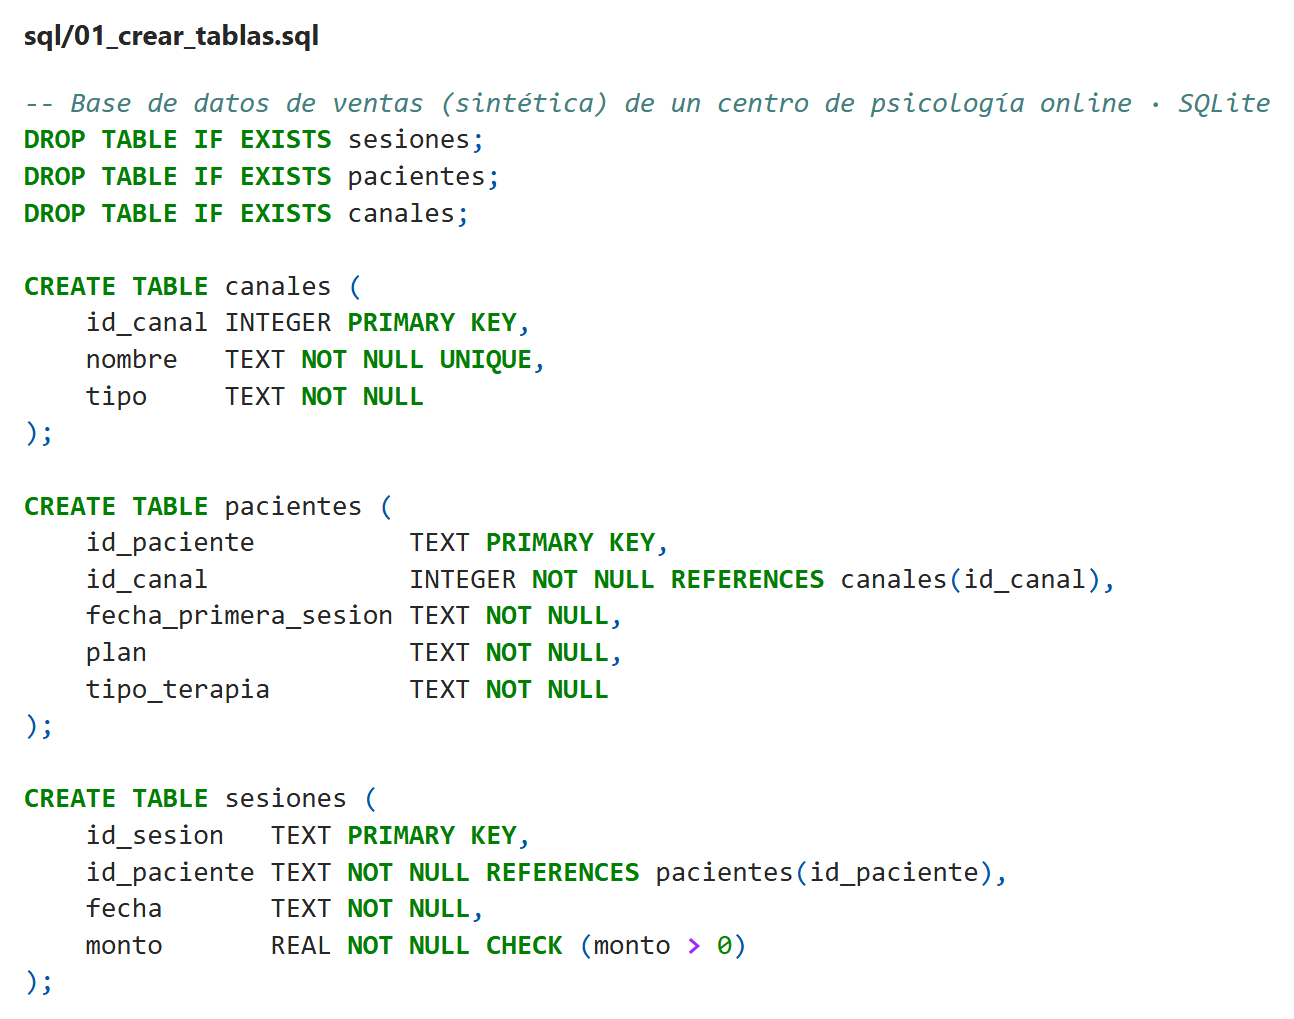 sql/01_crear_tablas.sql
-- Base de datos de ventas (sintética) de un centro de psicología online · SQLite
DROP TABLE IF EXISTS sesiones;
DROP TABLE IF EXISTS pacientes;
DROP TABLE IF EXISTS canales;
CREATE TABLE canales (
    id_canal INTEGER PRIMARY KEY,
    nombre   TEXT NOT NULL UNIQUE,
    tipo     TEXT NOT NULL
);
CREATE TABLE pacientes (
    id_paciente          TEXT PRIMARY KEY,
    id_canal             INTEGER NOT NULL REFERENCES canales(id_canal),
    fecha_primera_sesion TEXT NOT NULL,
    plan                 TEXT NOT NULL,
    tipo_terapia         TEXT NOT NULL
);
CREATE TABLE sesiones (
    id_sesion   TEXT PRIMARY KEY,
    id_paciente TEXT NOT NULL REFERENCES pacientes(id_paciente),
    fecha       TEXT NOT NULL,
    monto       REAL NOT NULL CHECK (monto > 0)
);